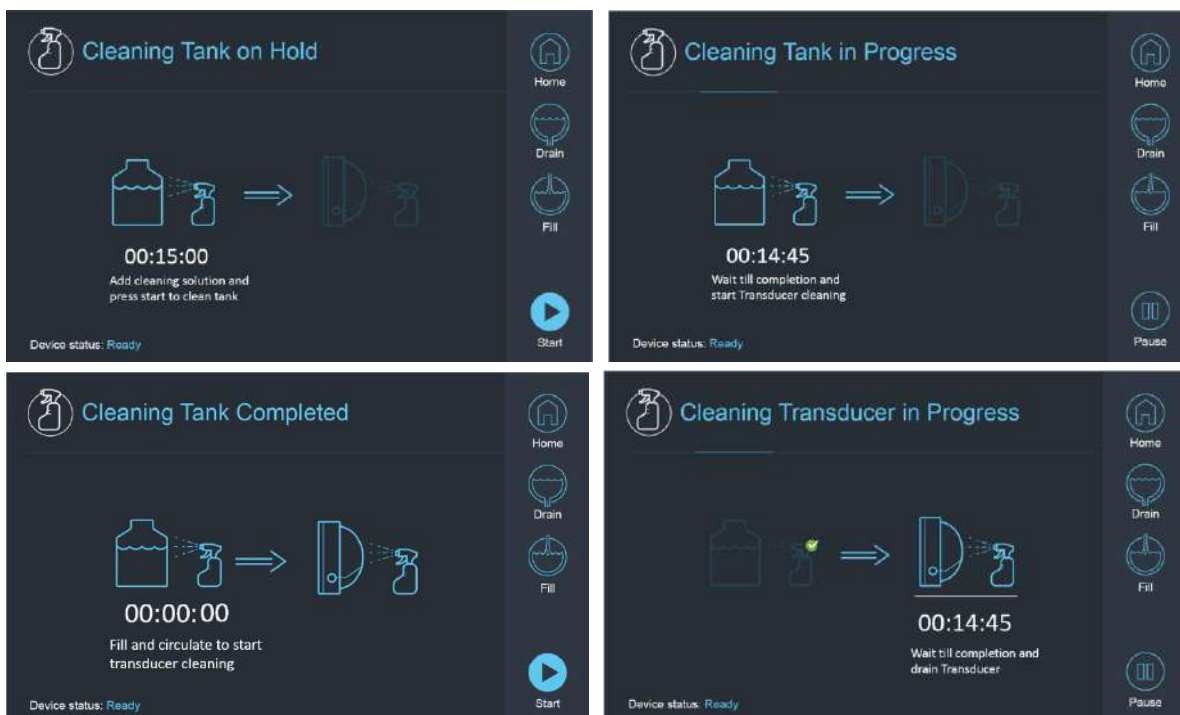 Cleaning Tank on Hold
Home
Drain
Fill
00:15:00
Add cleaning solution and
press start to clean tank
Device status: Ready
Start
Cleaning Tank in Progress
Home
Drain
Fill
00:14:45
Wait till completion and
start Transducer cleaning
Device status: Ready
Pause
Cleaning Tank Completed
Home
Drain
Fill
00:00:00
Fill and circulate to start
transducer cleaning
Device status: Ready
Start
Cleaning Transducer in Progress
Home
Drain
Fill
00:14:45
Wait till completion and
drain Transducer
Device status: Ready
Pause